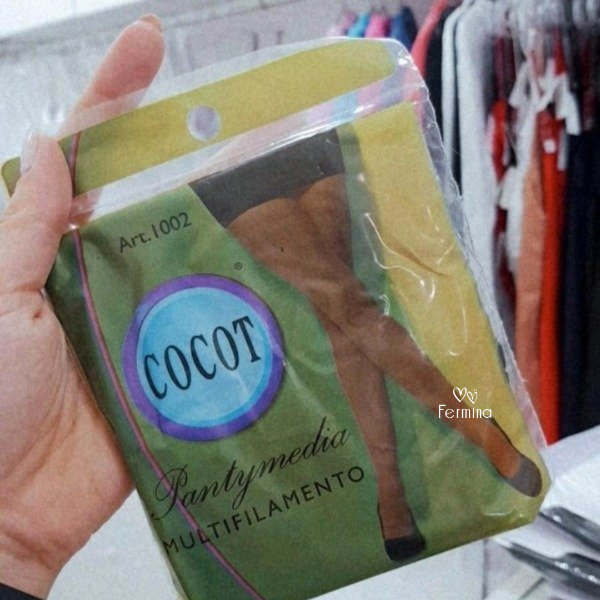 Art.1002
®
COCOT
Fermina
Pantymedia
MULTIFILAMENTO